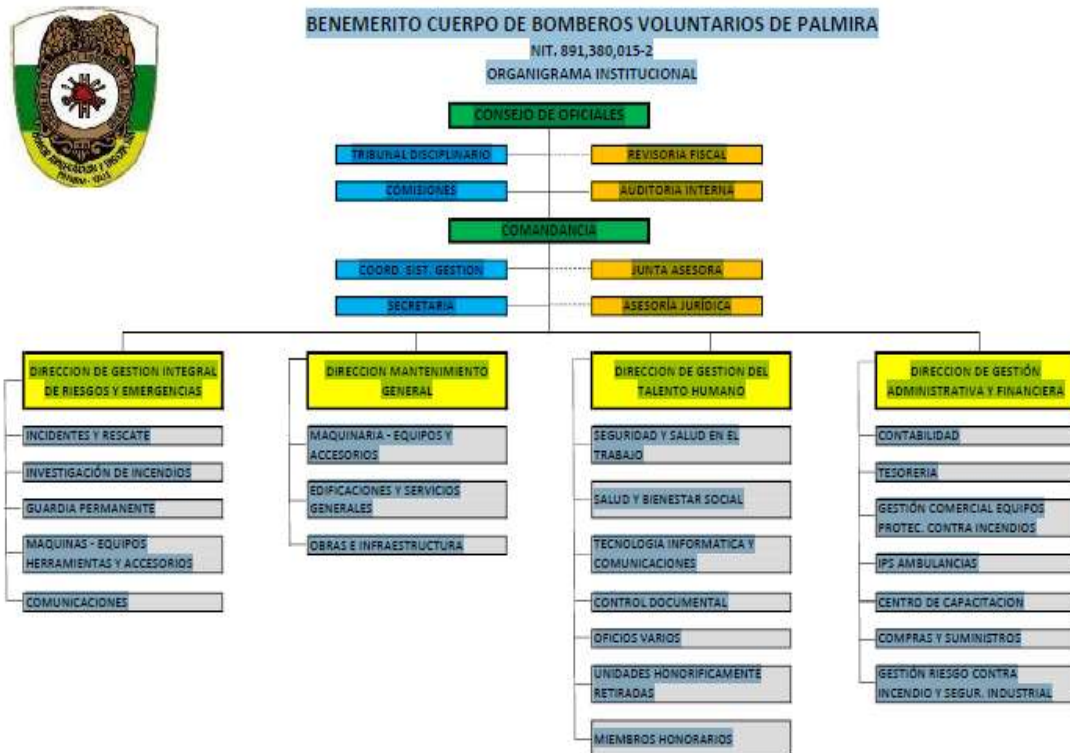 BENEMERITO CUERPO DE BOMBEROS VOLUNTARIOS DE PALMIRA
NIT. 891,380,015-2
ORGANIGRAMA INSTITUCIONAL
CONSEJO DE OFICIALES
TRIBUNAL DISCIPLINARIO
REVISORIA FISCAL
COMISIONES
AUDITORIA INTERNA
COMANDANCIA
COORD. SIST. GESTION
JUNTA ASESORA
SECRETARIA
ASESORÍA JURÍDICA
DIRECCION DE GESTION INTEGRAL
DE RIESGOS Y EMERGENCIAS
INCIDENTES Y RESCATE
INVESTIGACIÓN DE INCENDIOS
GUARDIA PERMANENTE
MAQUINAS - EQUIPOS
HERRAMIENTAS Y ACCESORIOS
COMUNICACIONES
DIRECCION MANTENIMIENTO
GENERAL
MAQUINARIA - EQUIPOS Y
ACCESORIOS
EDIFICACIONES Y SERVICIOS
GENERALES
OBRAS E INFRAESTRUCTURA
DIRECCION DE GESTION DEL
TALENTO HUMANO
SEGURIDAD Y SALUD EN EL
TRABAJO
SALUD Y BIENESTAR SOCIAL
TECNOLOGIA INFORMATICA Y
COMUNICACIONES
CONTROL DOCUMENTAL
OFICIOS VARIOS
UNIDADES HONORIFICAMENTE
RETIRADAS
MIEMBROS HONORARIOS
DIRECCION DE GESTIÓN
ADMINISTRATIVA Y FINANCIERA
CONTABILIDAD
TESORERIA
GESTIÓN COMERCIAL EQUIPOS
PROTEC. CONTRA INCENDIOS
IPS AMBULANCIAS
CENTRO DE CAPACITACION
COMPRAS Y SUMINISTROS
GESTIÓN RIESGO CONTRA
INCENDIO Y SEGUR. INDUSTRIAL